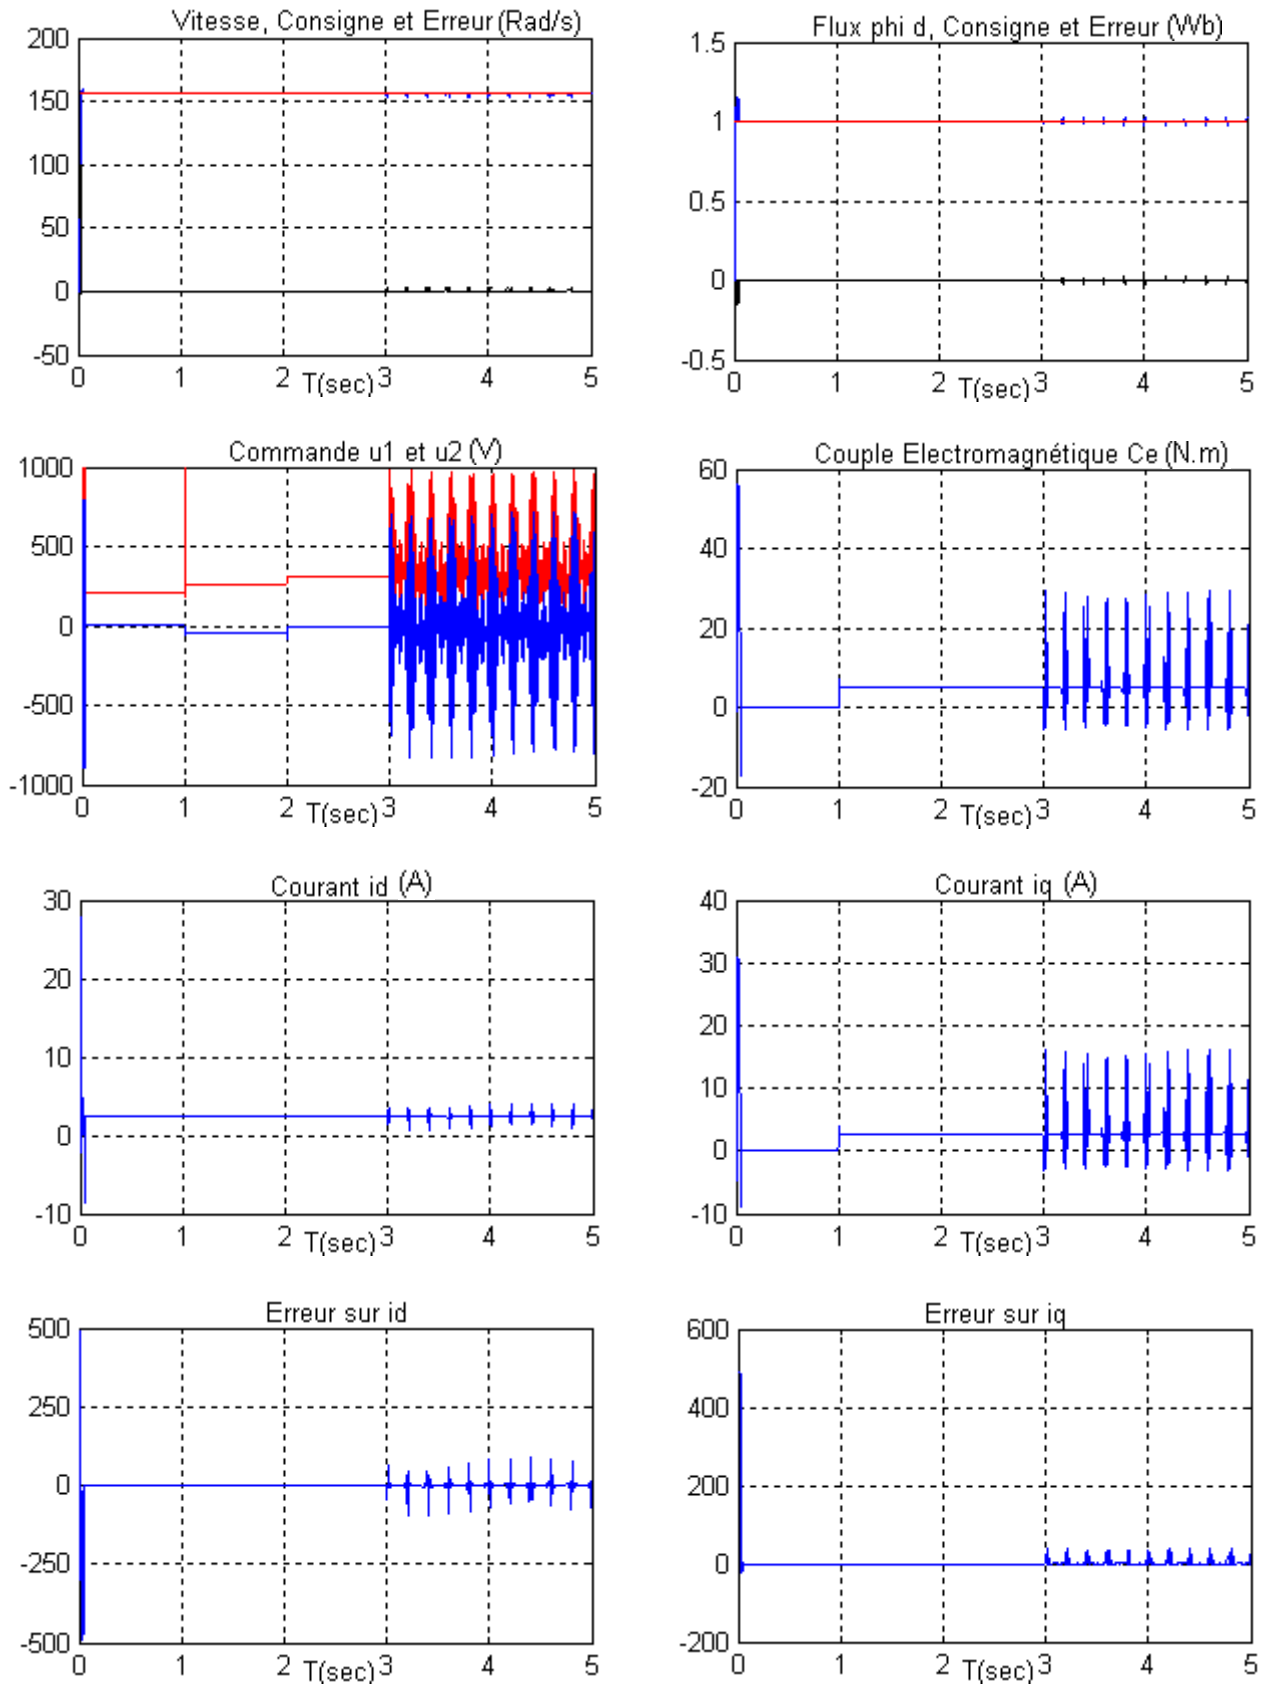 Vitesse, Consigne et Erreur (Rad/s)
200
150
100
50
0
-50
0 1 2 T(sec) 3 4 5
Flux phi d, Consigne et Erreur (Wb)
1.5
1
0.5
0
-0.5
0 1 2 T(sec) 3 4 5
Commande u1 et u2 (V)
1000
500
0
-500
-1000
0 1 2 T(sec) 3 4 5
Couple Electromagnétique Ce (N.m)
60
40
20
0
-20
0 1 2 T(sec) 3 4 5
Courant id (A)
30
20
10
0
-10
0 1 2 T(sec) 3 4 5
Courant iq (A)
40
30
20
10
0
-10
0 1 2 T(sec) 3 4 5
Erreur sur id
500
250
0
-250
-500
0 1 2 T(sec) 3 4 5
Erreur sur iq
600
400
200
0
-200
0 1 2 T(sec) 3 4 5